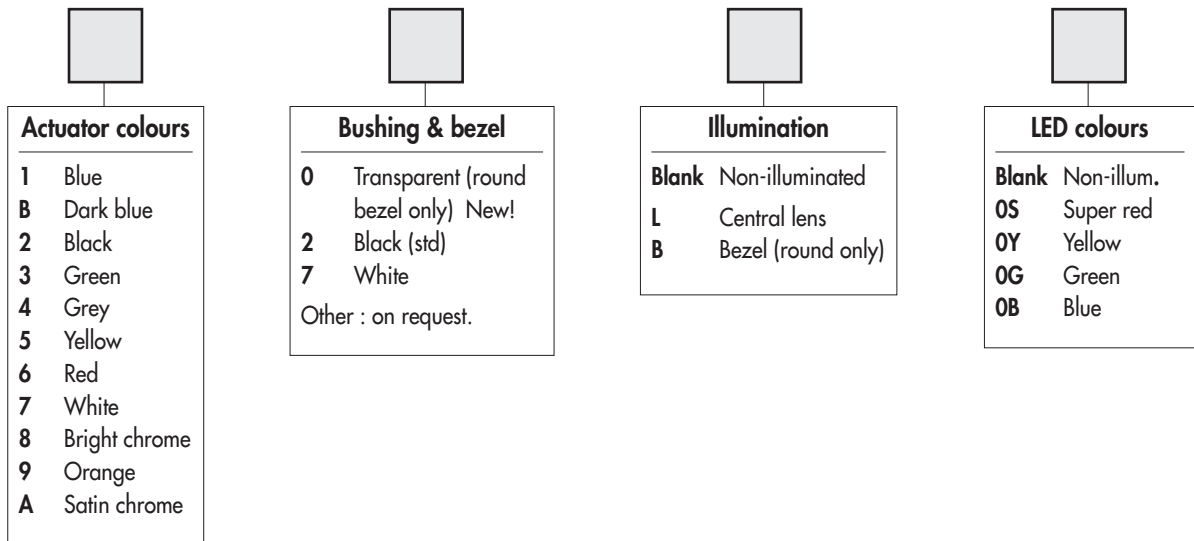 Actuator colours
1 Blue
B Dark blue
2 Black
3 Green
4 Grey
5 Yellow
6 Red
7 White
8 Bright chrome
9 Orange
A Satin chrome
Bushing & bezel
0 Transparent (round
bezel only) New!
2 Black (std)
7 White
Other : on request.
Illumination
Blank Non-illuminated
L Central lens
B Bezel (round only)
LED colours
Blank Non-illum.
0S Super red
0Y Yellow
0G Green
0B Blue